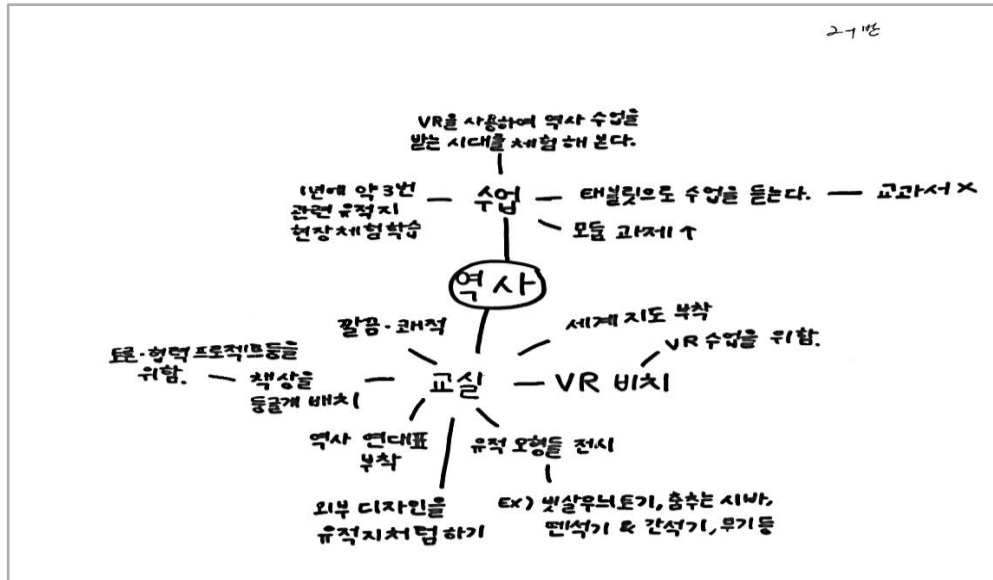 2-1번
VR을 사용하여 역사 수업을
받는 시대를 체험해 본다.
1년에 약 3번
관련 유적지
현장체험학습
수업
태블릿으로 수업을 듣는다.
교과서 X
모둠 과제 ↑
역사
깔끔·쾌적
세계 지도 부착
VR 수업을 위함.
토론·협력 프로젝트등을
위함.
책상을
둥글게 배치
교실
VR 비치
역사 연대표
부착
유적 모형들 전시
외부 디자인을
유적지처럼하기
Ex) 빗살무늬토기, 춤추는 시바,
뗀석기 & 간석기, 무기 등